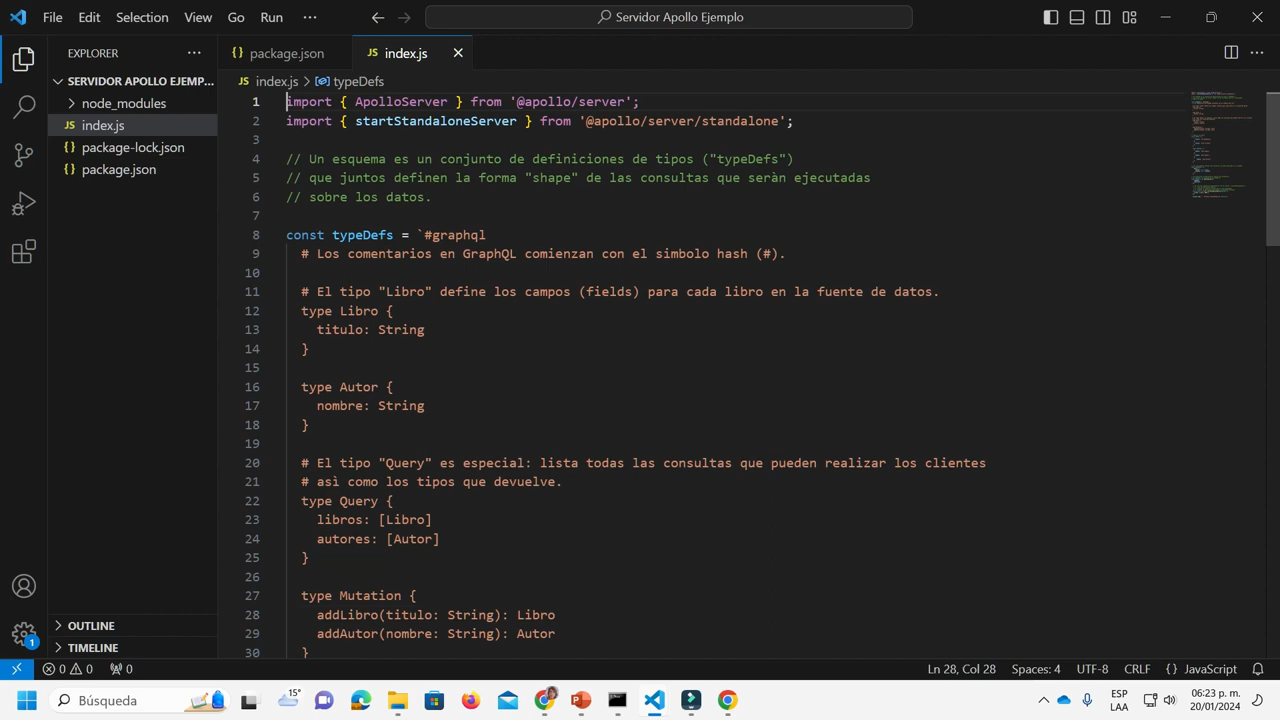 File Edit Selection View Go Run ··· Servidor Apollo Ejemplo
EXPLORER ···
package.json
JS index.js
SERVIDOR APOLLO EJEMP...
node_modules
JS index.js
{} package-lock.json
{} package.json
OUTLINE
TIMELINE
JS index.js > typeDefs
1 import { ApolloServer } from '@apollo/server';
2 import { startStandaloneServer } from '@apollo/server/standalone';
3
4 // Un esquema es un conjunto de definiciones de tipos ("typeDefs")
5 // que juntos definen la forma "shape" de las consultas que serán ejecutadas
6 // sobre los datos.
7
8 const typeDefs = `#graphql
9 # Los comentarios en GraphQL comienzan con el simbolo hash (#).
10
11 # El tipo "Libro" define los campos (fields) para cada libro en la fuente de datos.
12 type Libro {
13 titulo: String
14 }
15
16 type Autor {
17 nombre: String
18 }
19
20 # El tipo "Query" es especial: lista todas las consultas que pueden realizar los clientes
21 # asì como los tipos que devuelve.
22 type Query {
23 libros: [Libro]
24 autores: [Autor]
25 }
26
27 type Mutation {
28 addLibro(titulo: String): Libro
29 addAutor(nombre: String): Autor
30 }
1
0 0 0 Ln 28, Col 28 Spaces: 4 UTF-8 CRLF {} JavaScript
Búsqueda 15° ESP 06:23 p. m.
LAA 20/01/2024